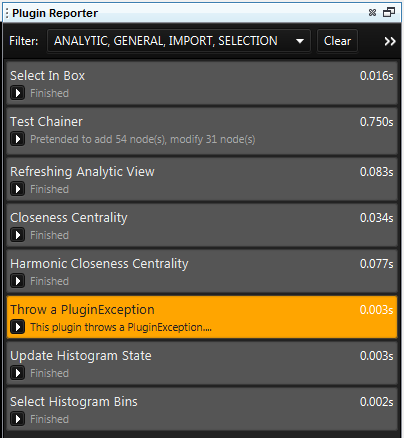 Plugin Reporter
Filter: ANALYTIC, GENERAL, IMPORT, SELECTION Clear
Select In Box 0.016s
Finished
Test Chainer 0.750s
Pretended to add 54 node(s), modify 31 node(s)
Refreshing Analytic View 0.083s
Finished
Closeness Centrality 0.034s
Finished
Harmonic Closeness Centrality 0.077s
Finished
Throw a PluginException 0.003s
This plugin throws a PluginException....
Update Histogram State 0.003s
Finished
Select Histogram Bins 0.002s
Finished